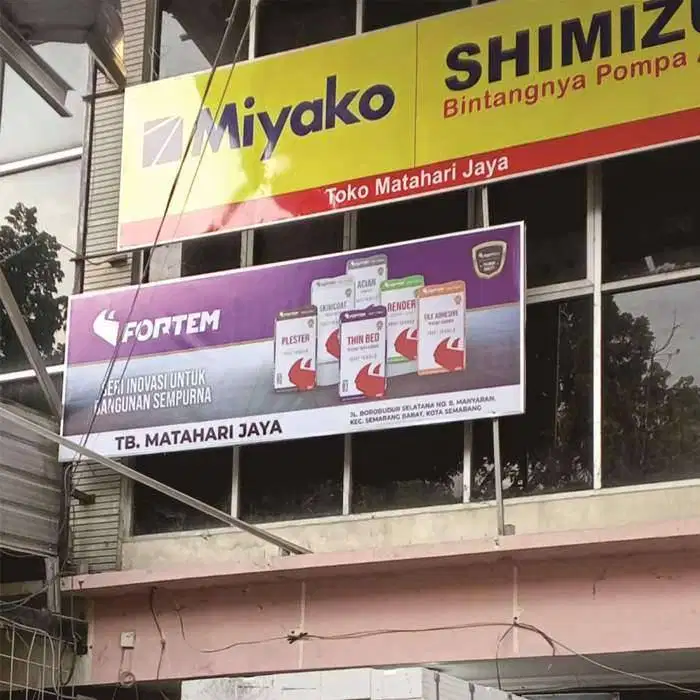 Miyako
SHIMIZ
Bintangnya Pompa
Toko Matahari Jaya
FORTEM
SERI INOVASI UNTUK
BANGUNAN SEMPURNA
TB. MATAHARI JAYA
JL. BOROBUDUR SELATANA NO. 8, MANYARAN,
KEC. SEMARANG BARAT, KOTA SEMARANG
PLESTER
SKIMCOAT
ACIAN
THIN BED
RENDER
TILE ADHESIVE